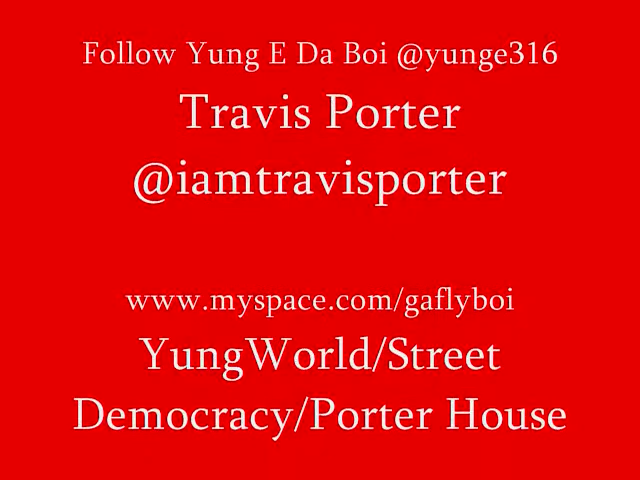 Follow Yung E Da Boi @yunge316
Travis Porter
@iamtravisporter
www.myspace.com/gaflyboi
YungWorld/Street
Democracy/Porter House